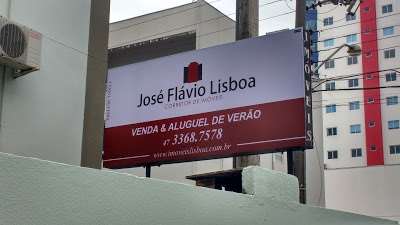 José Flávio Lisboa
CORRETOR DE IMÓVEIS
VENDA & ALUGUEL DE VERÃO
47 3368.7578
www.imoveislisboa.com.br